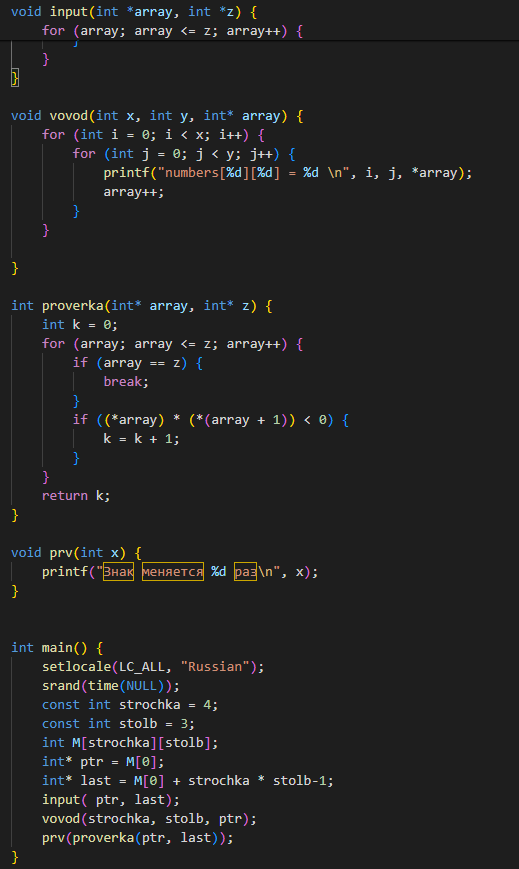 void input(int *array, int *z) {
    for (array; array <= z; array++) {
        }
    }
}

void vovod(int x, int y, int* array) {
    for (int i = 0; i < x; i++) {
        for (int j = 0; j < y; j++) {
            printf("numbers[%d][%d] = %d \n", i, j, *array);
            array++;
        }
    }

}

int proverka(int* array, int* z) {
    int k = 0;
    for (array; array <= z; array++) {
        if (array == z) {
            break;
        }
        if ((*array) * (*(array + 1)) < 0) {
            k = k + 1;
        }
    }
    return k;
}

void prv(int x) {
    printf("Знак меняется %d раз\n", x);
}


int main() {
    setlocale(LC_ALL, "Russian");
    srand(time(NULL));
    const int strochka = 4;
    const int stolb = 3;
    int M[strochka][stolb];
    int* ptr = M[0];
    int* last = M[0] + strochka * stolb-1;
    input( ptr, last);
    vovod(strochka, stolb, ptr);
    prv(proverka(ptr, last));
}